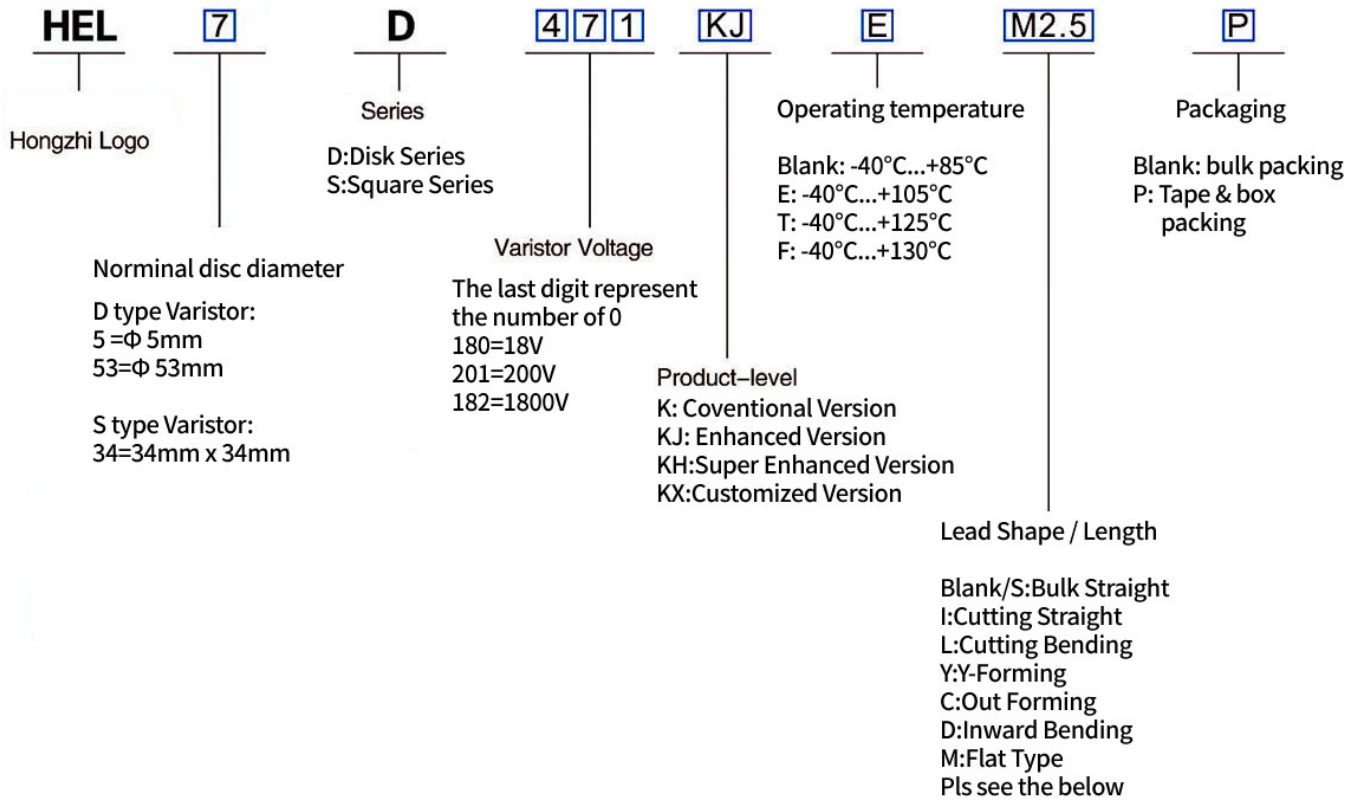 HEL 7 D 471 KJ E M2.5 P
Hongzhi Logo
Norminal disc diameter
D type Varistor:
5 =Φ 5mm
53=Φ 53mm
S type Varistor:
34=34mm x 34mm
Series
D:Disk Series
S:Square Series
Varistor Voltage
The last digit represent
the number of 0
180=18V
201=200V
182=1800V
Product-level
K: Coventional Version
KJ: Enhanced Version
KH:Super Enhanced Version
KX:Customized Version
Operating temperature
Blank: -40°C...+85°C
E: -40°C...+105°C
T: -40°C...+125°C
F: -40°C...+130°C
Lead Shape / Length
Blank/S:Bulk Straight
I:Cutting Straight
L:Cutting Bending
Y:Y-Forming
C:Out Forming
D:Inward Bending
M:Flat Type
Pls see the below
Packaging
Blank: bulk packing
P: Tape & box
packing